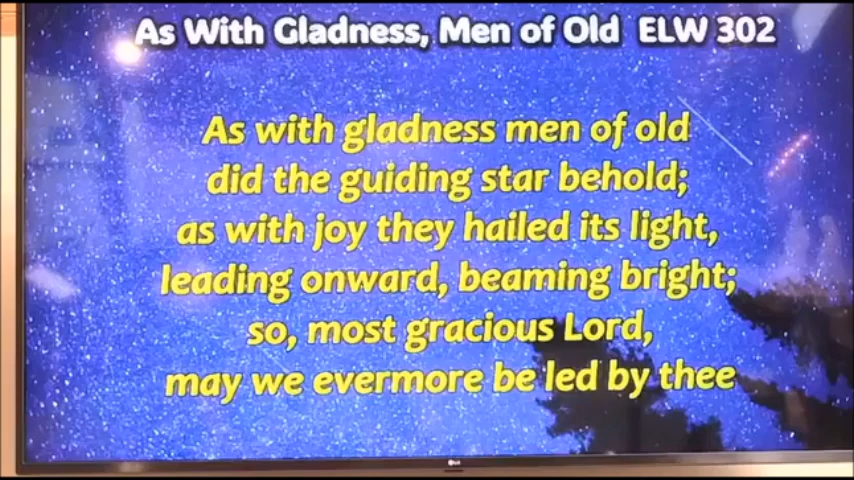 As With Gladness, Men of Old ELW 302
As with gladness men of old
did the guiding star behold;
as with joy they hailed its light,
leading onward, beaming bright;
so, most gracious Lord,
may we evermore be led by thee
LG